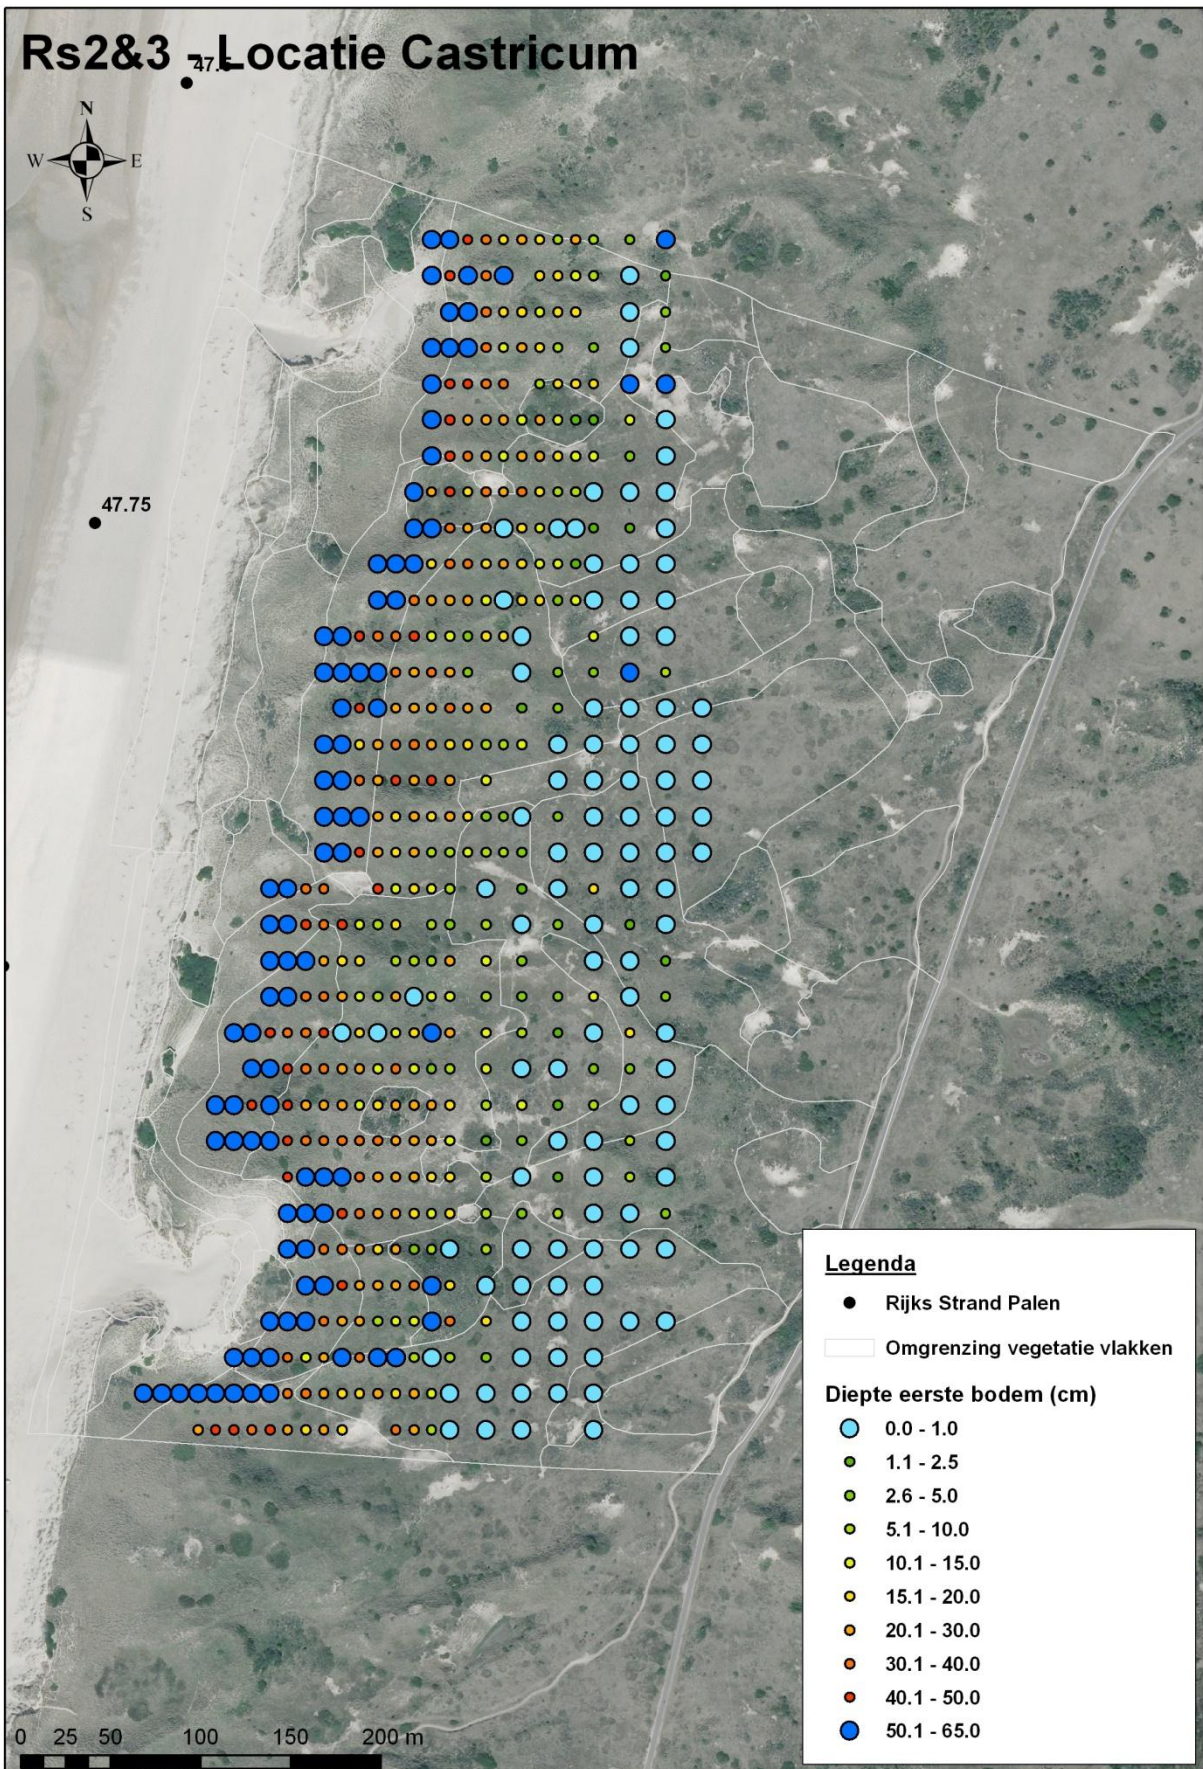 Rs2&3 - Locatie Castricum
N
W E
S
47.75
Legenda
Rijks Strand Palen
Omgrenzing vegetatie vlakken
Diepte eerste bodem (cm)
0.0 - 1.0
1.1 - 2.5
2.6 - 5.0
5.1 - 10.0
10.1 - 15.0
15.1 - 20.0
20.1 - 30.0
30.1 - 40.0
40.1 - 50.0
50.1 - 65.0
0 25 50 100 150 200 m